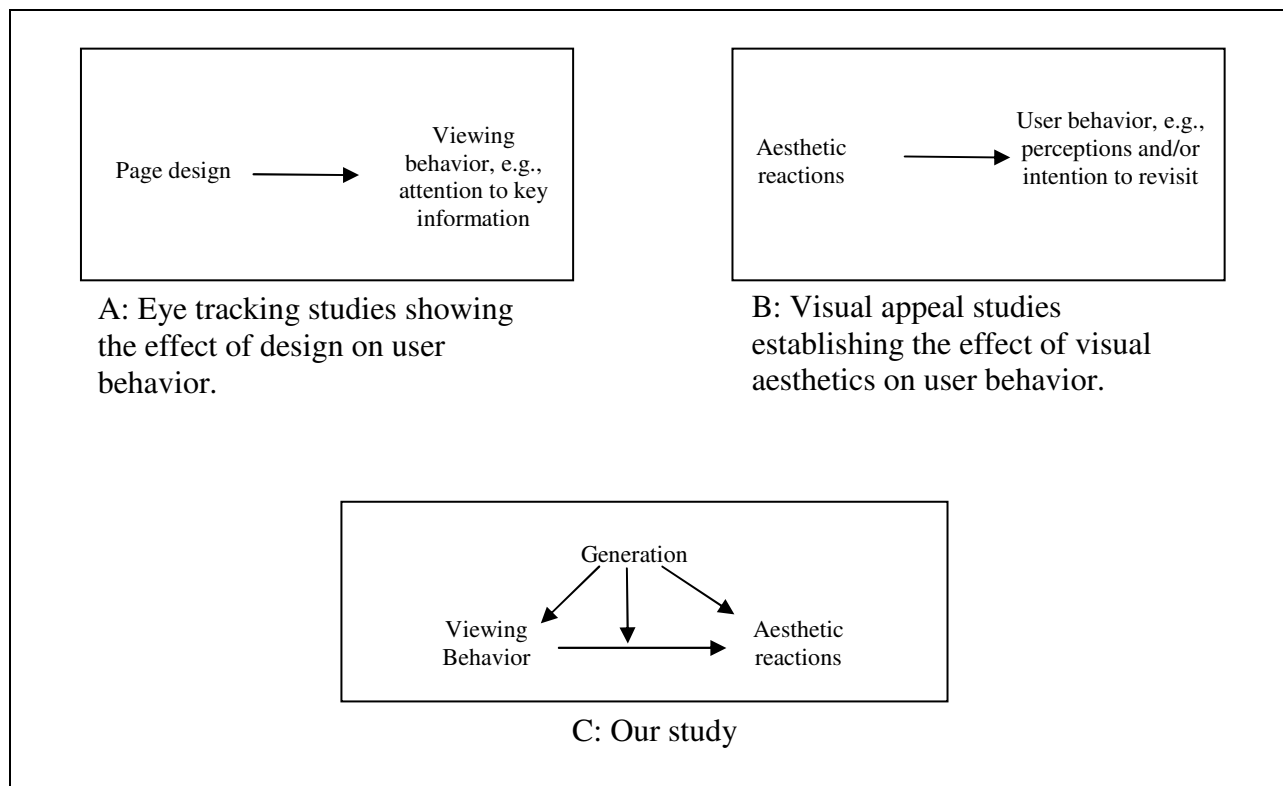 Page design
Viewing
behavior, e.g.,
attention to key
information
A: Eye tracking studies showing
the effect of design on user
behavior.
Aesthetic
reactions
User behavior, e.g.,
perceptions and/or
intention to revisit
B: Visual appeal studies
establishing the effect of visual
aesthetics on user behavior.
Generation
Viewing
Behavior
Aesthetic
reactions
C: Our study